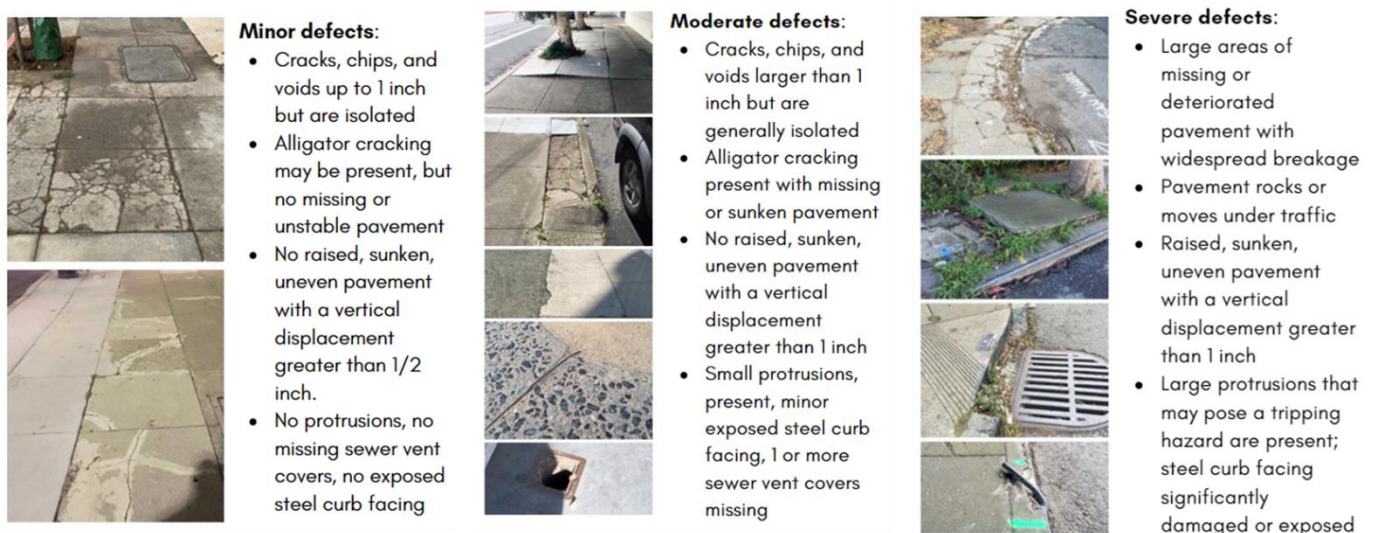 Minor defects:
• Cracks, chips, and
voids up to 1 inch
but are isolated
• Alligator cracking
may be present, but
no missing or
unstable pavement
• No raised, sunken,
uneven pavement
with a vertical
displacement
greater than 1/2
inch.
• No protrusions, no
missing sewer vent
covers, no exposed
steel curb facing
Moderate defects:
• Cracks, chips, and
voids larger than 1
inch but are
generally isolated
• Alligator cracking
present with missing
or sunken pavement
• No raised, sunken,
uneven pavement
with a vertical
displacement
greater than 1 inch
• Small protrusions,
present, minor
exposed steel curb
facing, 1 or more
sewer vent covers
missing
Severe defects:
• Large areas of
missing or
deteriorated
pavement with
widespread breakage
• Pavement rocks or
moves under traffic
• Raised, sunken,
uneven pavement
with a vertical
displacement greater
than 1 inch
• Large protrusions that
may pose a tripping
hazard are present;
steel curb facing
significantly
damaged or exposed